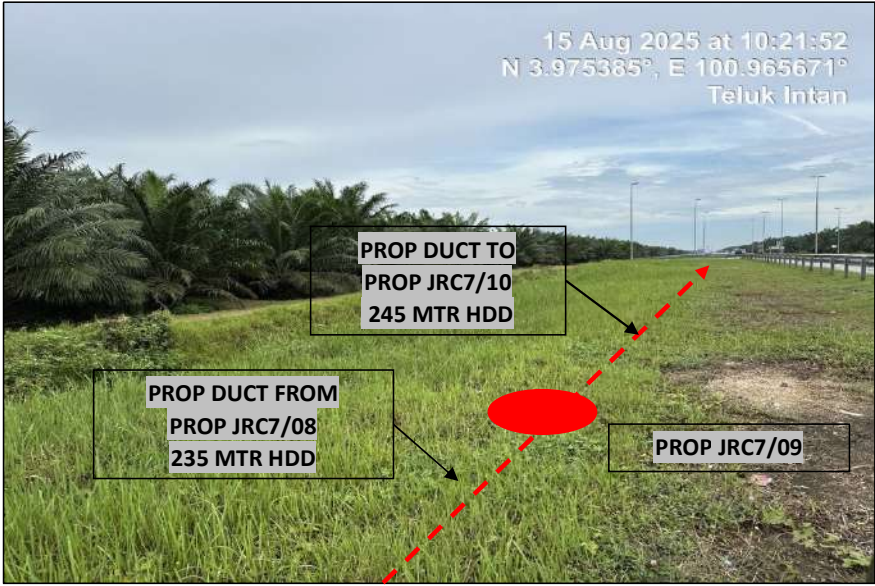 15 Aug 2025 at 10:21:52
N 3.975385°, E 100.965671°
Teluk Intan
PROP DUCT TO
PROP JRC7/10
245 MTR HDD
PROP DUCT FROM
PROP JRC7/08
235 MTR HDD
PROP JRC7/09